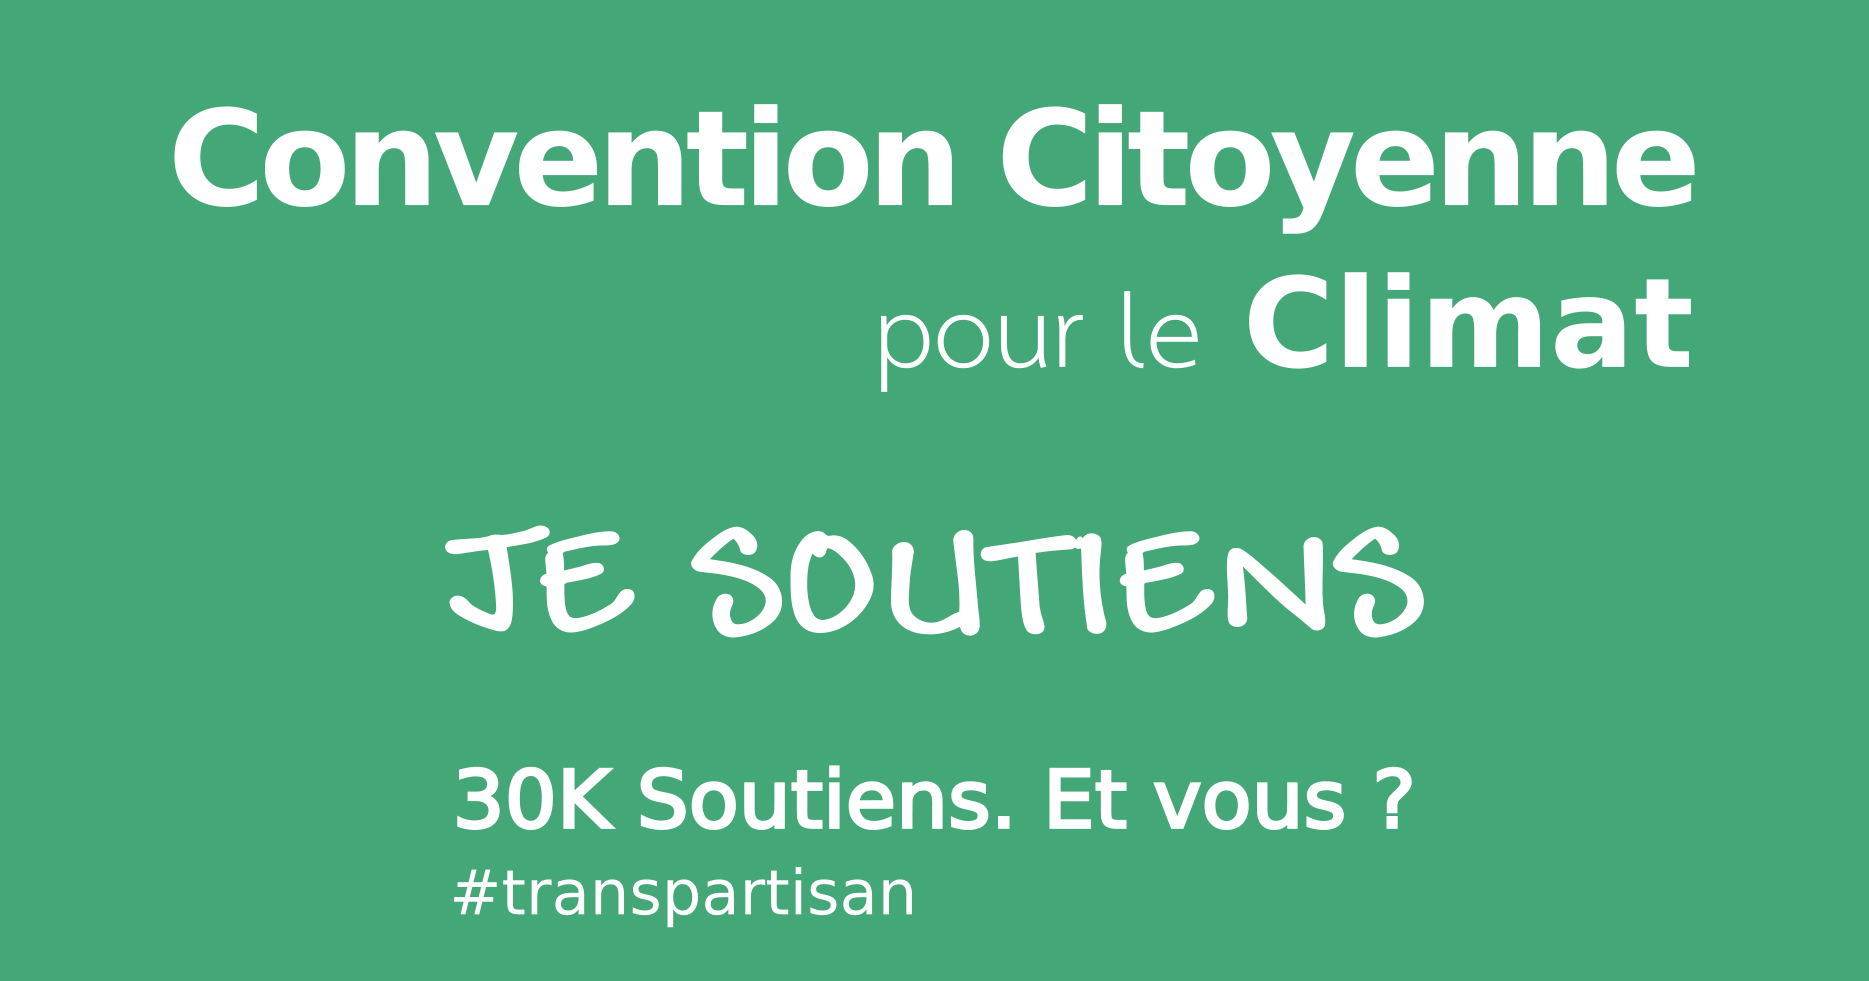 Convention Citoyenne
pour le Climat
JE SOUTIENS
30K Soutiens. Et vous ?
#transpartisan